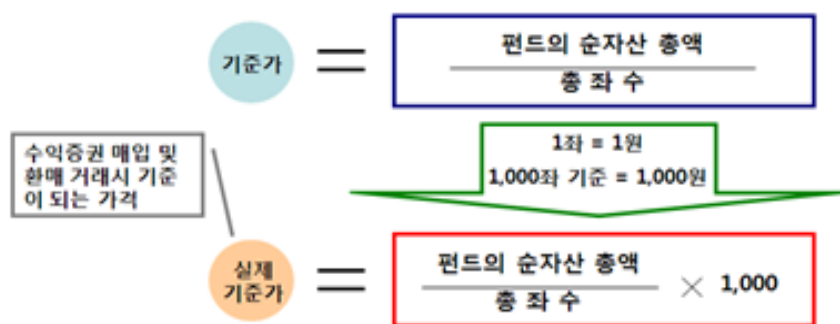 기준가
=
펀드의 순자산 총액
총 좌 수
1좌 = 1원
1,000좌 기준 = 1,000원
수익증권 매입 및
환매 거래시 기준
이 되는 가격
실제
기준가
=
펀드의 순자산 총액
총 좌 수
× 1,000